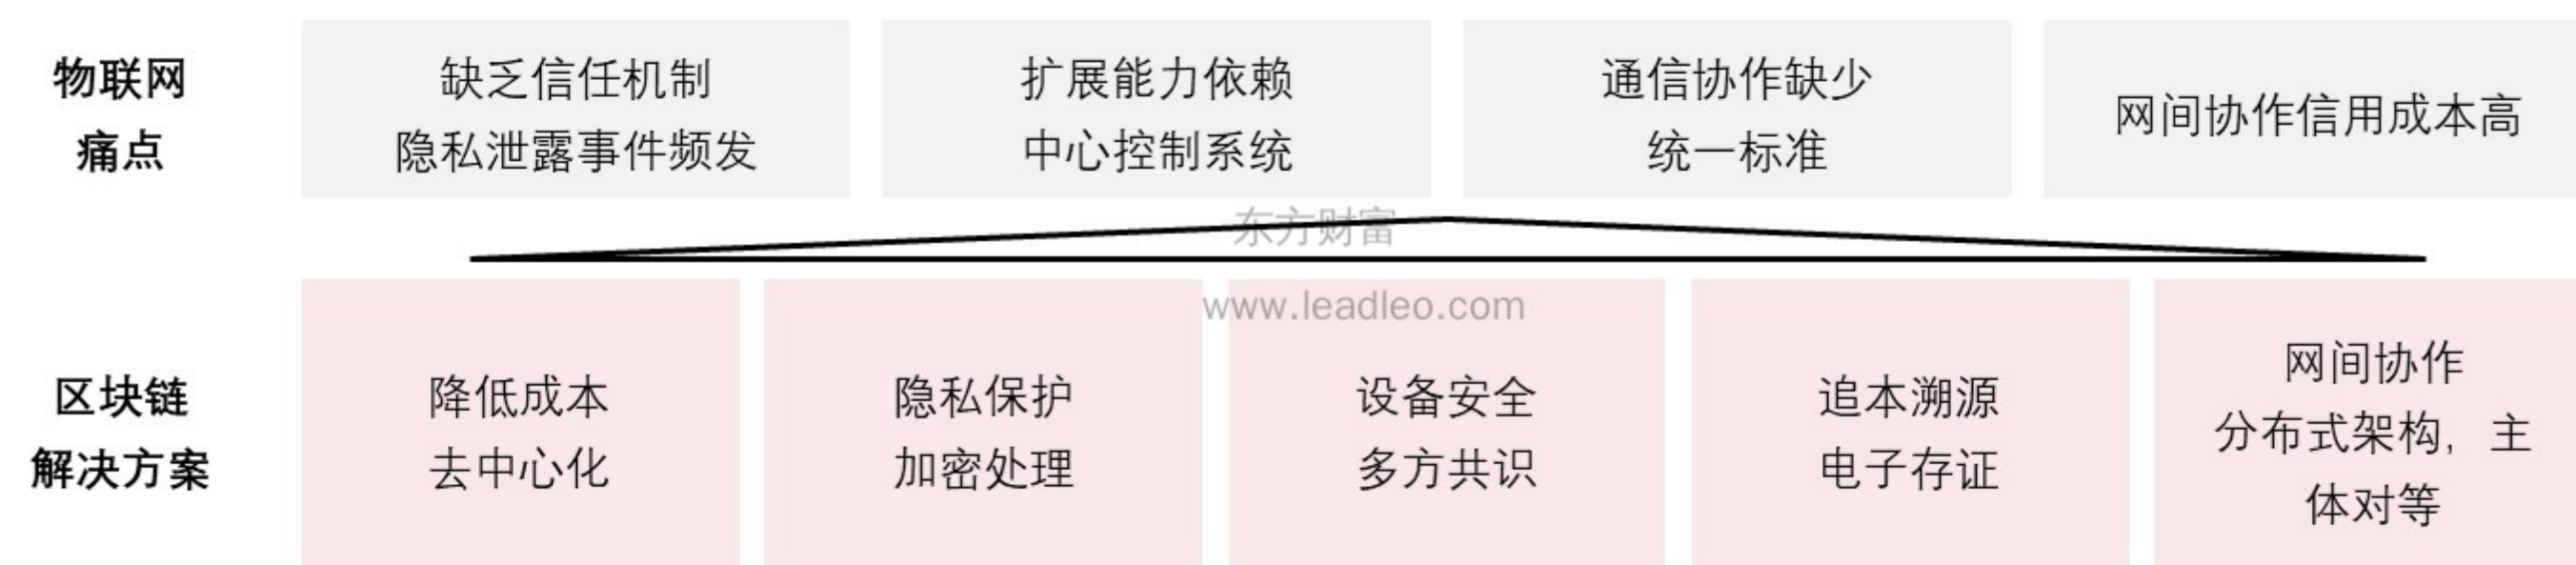 物联网
痛点
缺乏信任机制
隐私泄露事件频发
扩展能力依赖
中心控制系统
通信协作缺少
统一标准
网间协作信用成本高
东方财富
www.leadleo.com
区块链
解决方案
降低成本
去中心化
隐私保护
加密处理
设备安全
多方共识
追本溯源
电子存证
网间协作
分布式架构，主
体对等